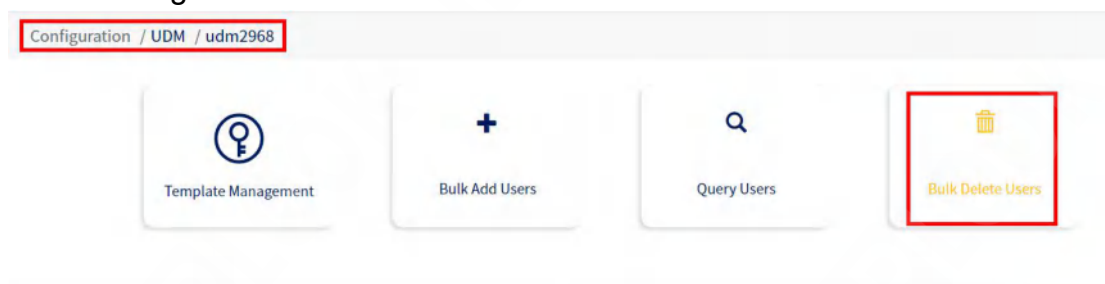 Configuration / UDM / udm2968
Template Management
Bulk Add Users
Query Users
Bulk Delete Users